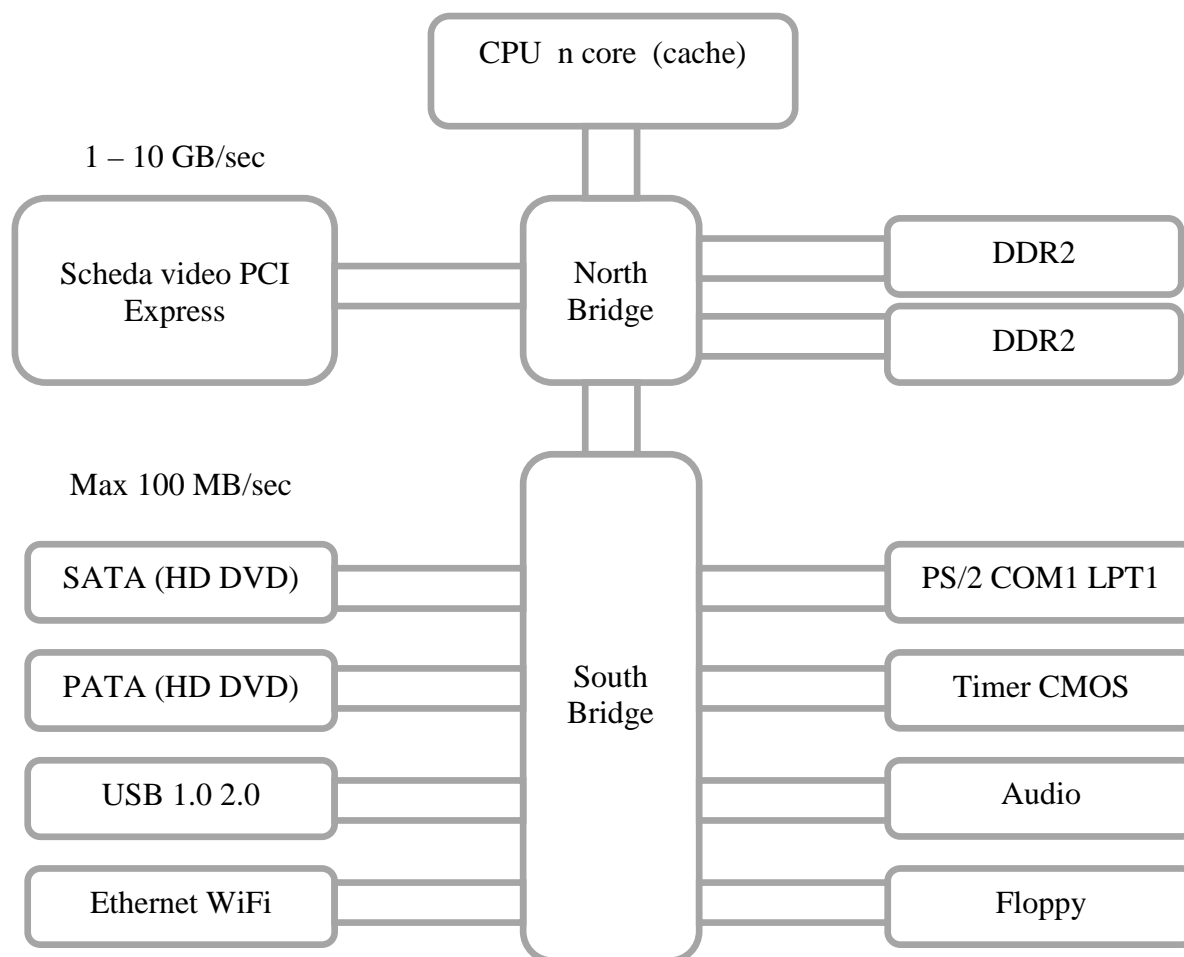 CPU n core (cache)
1 – 10 GB/sec
Scheda video PCI
Express
North
Bridge
DDR2
DDR2
Max 100 MB/sec
SATA (HD DVD)
PS/2 COM1 LPT1
PATA (HD DVD)
South
Bridge
Timer CMOS
USB 1.0 2.0
Audio
Ethernet WiFi
Floppy